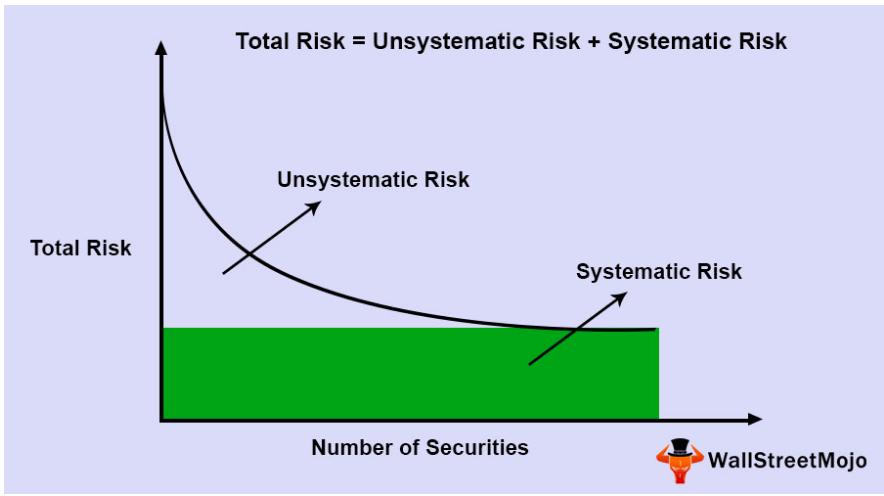 Total Risk = Unsystematic Risk + Systematic Risk
Unsystematic Risk
Total Risk
Systematic Risk
Number of Securities
WallStreetMojo